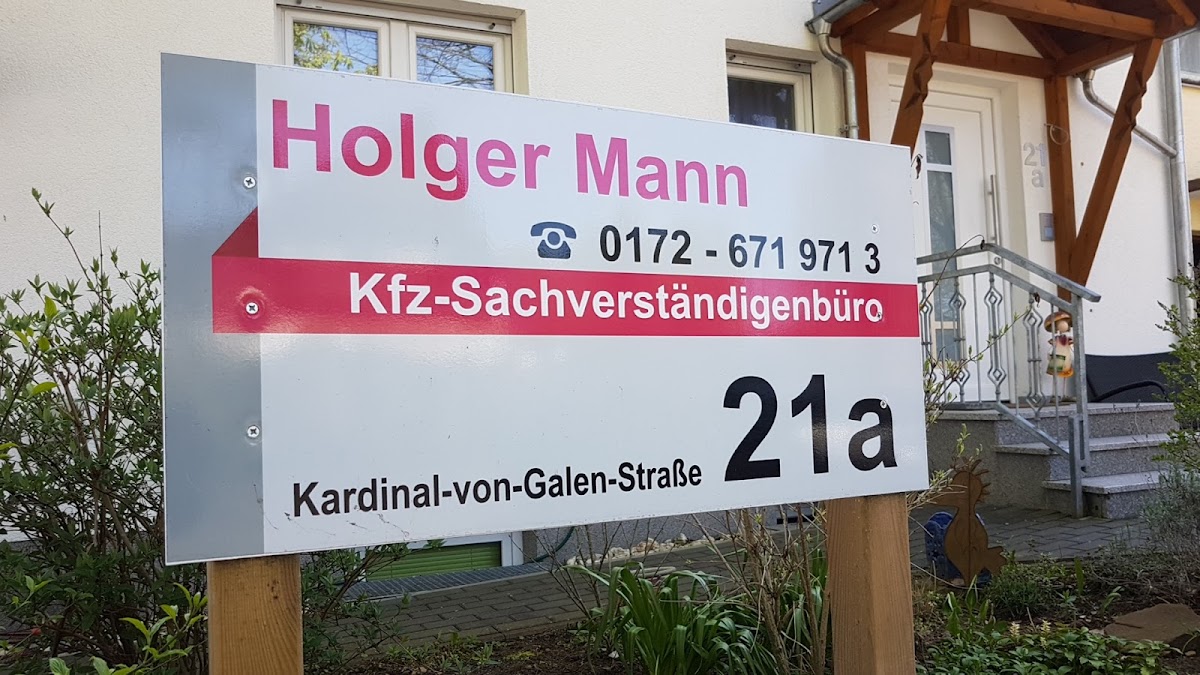 Holger Mann
☎ 0172 - 671 971 3
Kfz-Sachverständigenbüro
Kardinal-von-Galen-Straße 21a
21
a